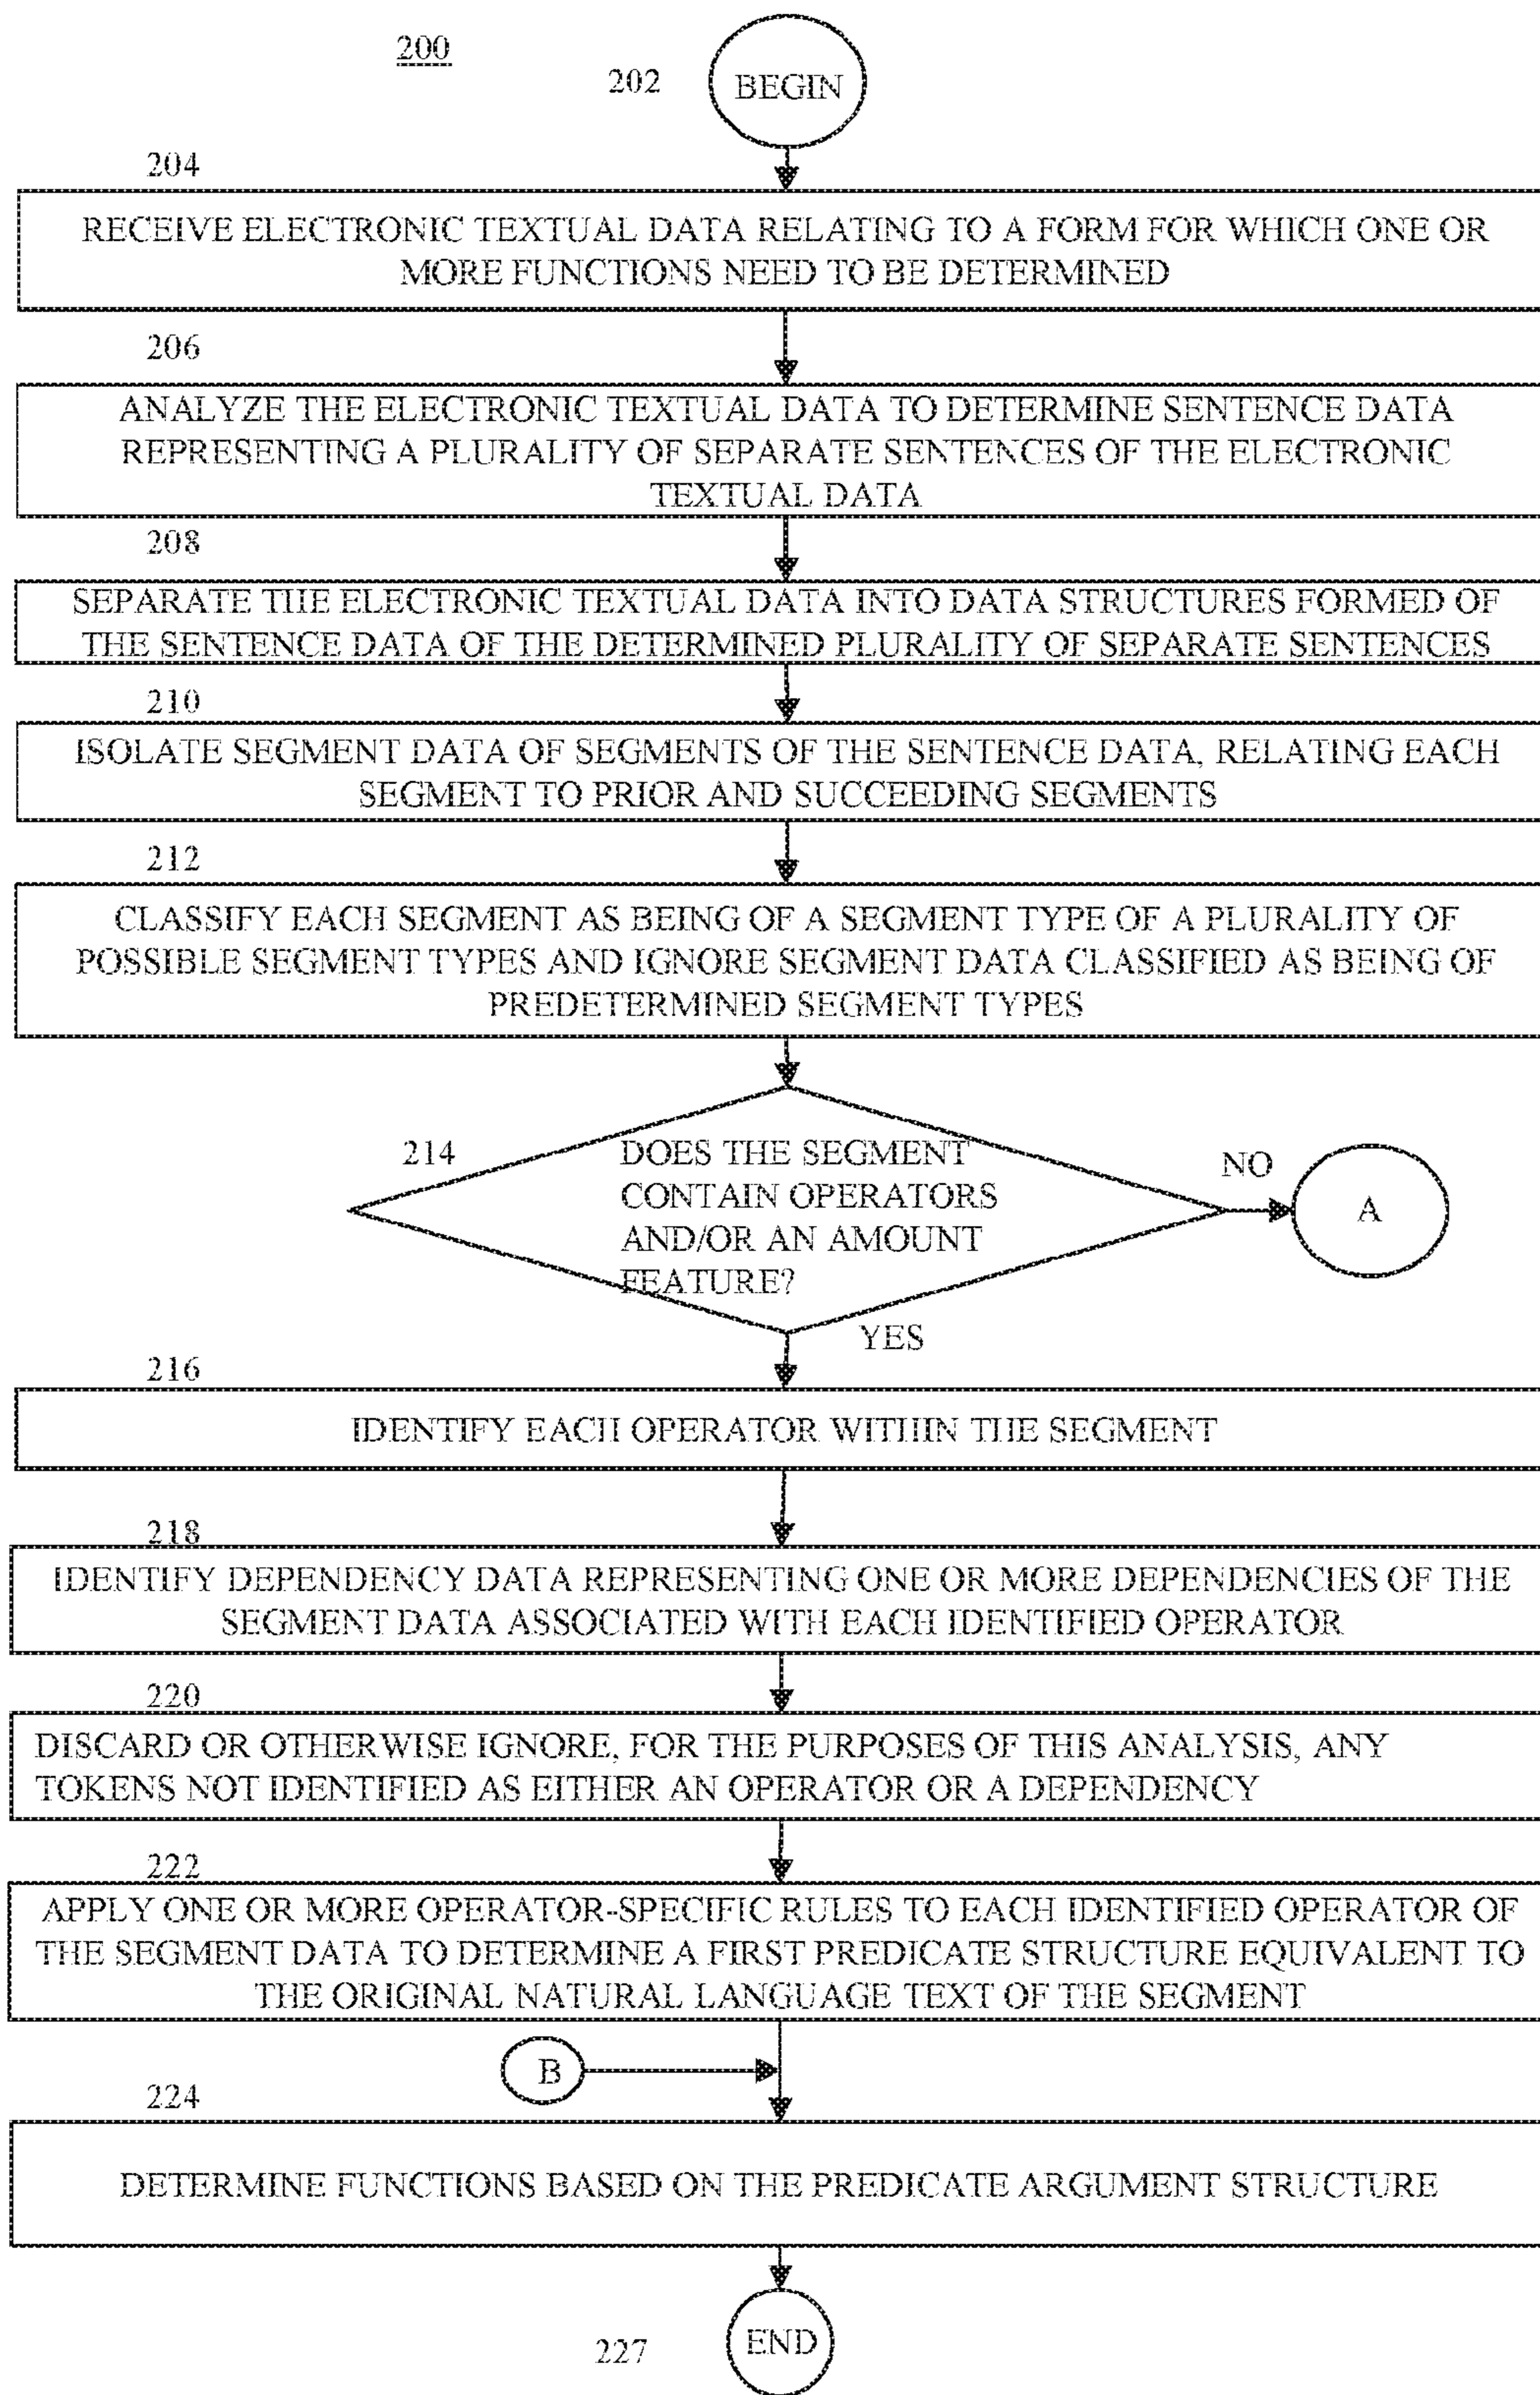 200
202
BEGIN
204
RECEIVE ELECTRONIC TEXTUAL DATA RELATING TO A FORM FOR WHICH ONE OR
MORE FUNCTIONS NEED TO BE DETERMINED
206
ANALYZE THE ELECTRONIC TEXTUAL DATA TO DETERMINE SENTENCE DATA
REPRESENTING A PLURALITY OF SEPARATE SENTENCES OF THE ELECTRONIC
TEXTUAL DATA
208
SEPARATE THE ELECTRONIC TEXTUAL DATA INTO DATA STRUCTURES FORMED OF
THE SENTENCE DATA OF THE DETERMINED PLURALITY OF SEPARATE SENTENCES
210
ISOLATE SEGMENT DATA OF SEGMENTS OF THE SENTENCE DATA, RELATING EACH
SEGMENT TO PRIOR AND SUCCEEDING SEGMENTS
212
CLASSIFY EACH SEGMENT AS BEING OF A SEGMENT TYPE OF A PLURALITY OF
POSSIBLE SEGMENT TYPES AND IGNORE SEGMENT DATA CLASSIFIED AS BEING OF
PREDETERMINED SEGMENT TYPES
214
DOES THE SEGMENT
CONTAIN OPERATORS
AND/OR AN AMOUNT
FEATURE?
NO
A
YES
216
IDENTIFY EACH OPERATOR WITHIN THE SEGMENT
218
IDENTIFY DEPENDENCY DATA REPRESENTING ONE OR MORE DEPENDENCIES OF THE
SEGMENT DATA ASSOCIATED WITH EACH IDENTIFIED OPERATOR
220
DISCARD OR OTHERWISE IGNORE, FOR THE PURPOSES OF THIS ANALYSIS, ANY
TOKENS NOT IDENTIFIED AS EITHER AN OPERATOR OR A DEPENDENCY
222
APPLY ONE OR MORE OPERATOR-SPECIFIC RULES TO EACH IDENTIFIED OPERATOR OF
THE SEGMENT DATA TO DETERMINE A FIRST PREDICATE STRUCTURE EQUIVALENT TO
THE ORIGINAL NATURAL LANGUAGE TEXT OF THE SEGMENT
B
224
DETERMINE FUNCTIONS BASED ON THE PREDICATE ARGUMENT STRUCTURE
227
END